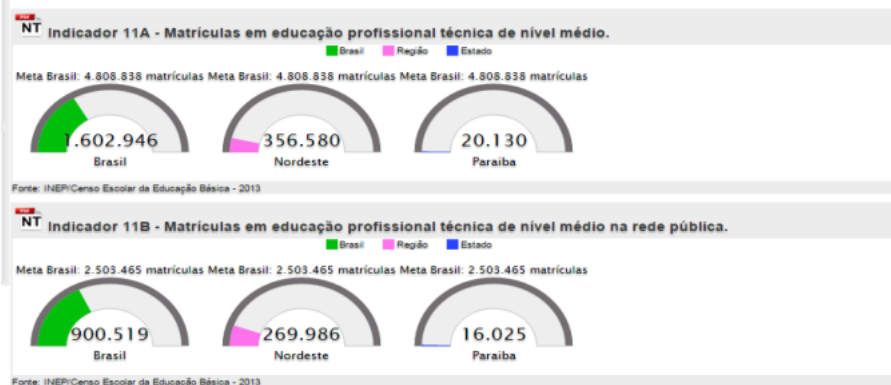 PDF
NT Indicador 11A - Matrículas em educação profissional técnica de nível médio.
Brasil Região Estado
Meta Brasil: 4.808.838 matrículas Meta Brasil: 4.808.838 matrículas Meta Brasil: 4.808.838 matrículas
1.602.946 356.580 20.130
Brasil Nordeste Paraiba
Fonte: INEP/Censo Escolar da Educação Básica - 2013
PDF
NT Indicador 11B - Matrículas em educação profissional técnica de nível médio na rede pública.
Brasil Região Estado
Meta Brasil: 2.503.465 matrículas Meta Brasil: 2.503.465 matrículas Meta Brasil: 2.503.465 matrículas
900.519 269.986 16.025
Brasil Nordeste Paraiba
Fonte: INEP/Censo Escolar da Educação Básica - 2013